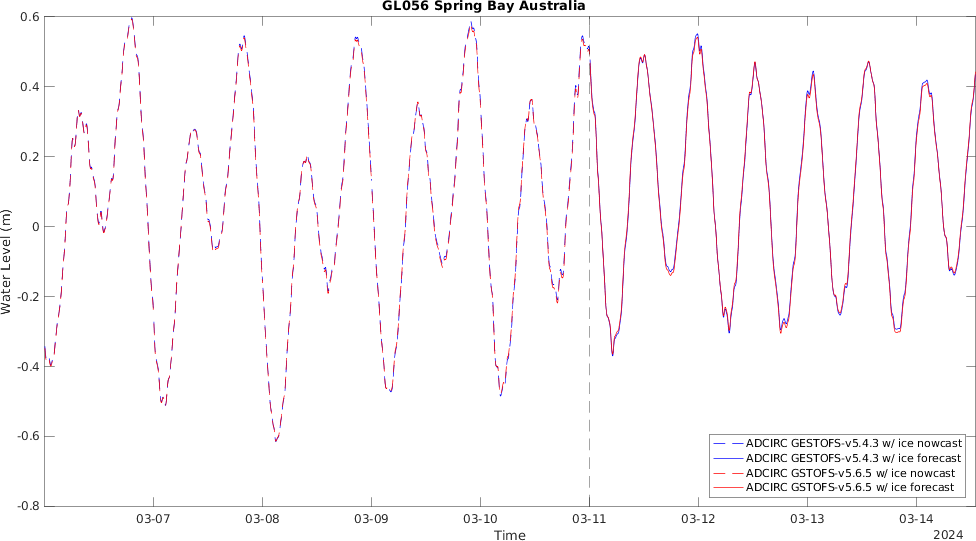 GL056 Spring Bay Australia
0.6
0.4
0.2
0
-0.2
-0.4
-0.6
-0.8
Water Level (m)
ADCIRC GESTOFS-v5.4.3 w/ ice nowcast
ADCIRC GESTOFS-v5.4.3 w/ ice forecast
ADCIRC GSTOFS-v5.6.5 w/ ice nowcast
ADCIRC GSTOFS-v5.6.5 w/ ice forecast
03-07 03-08 03-09 03-10 03-11 03-12 03-13 03-14
Time
2024